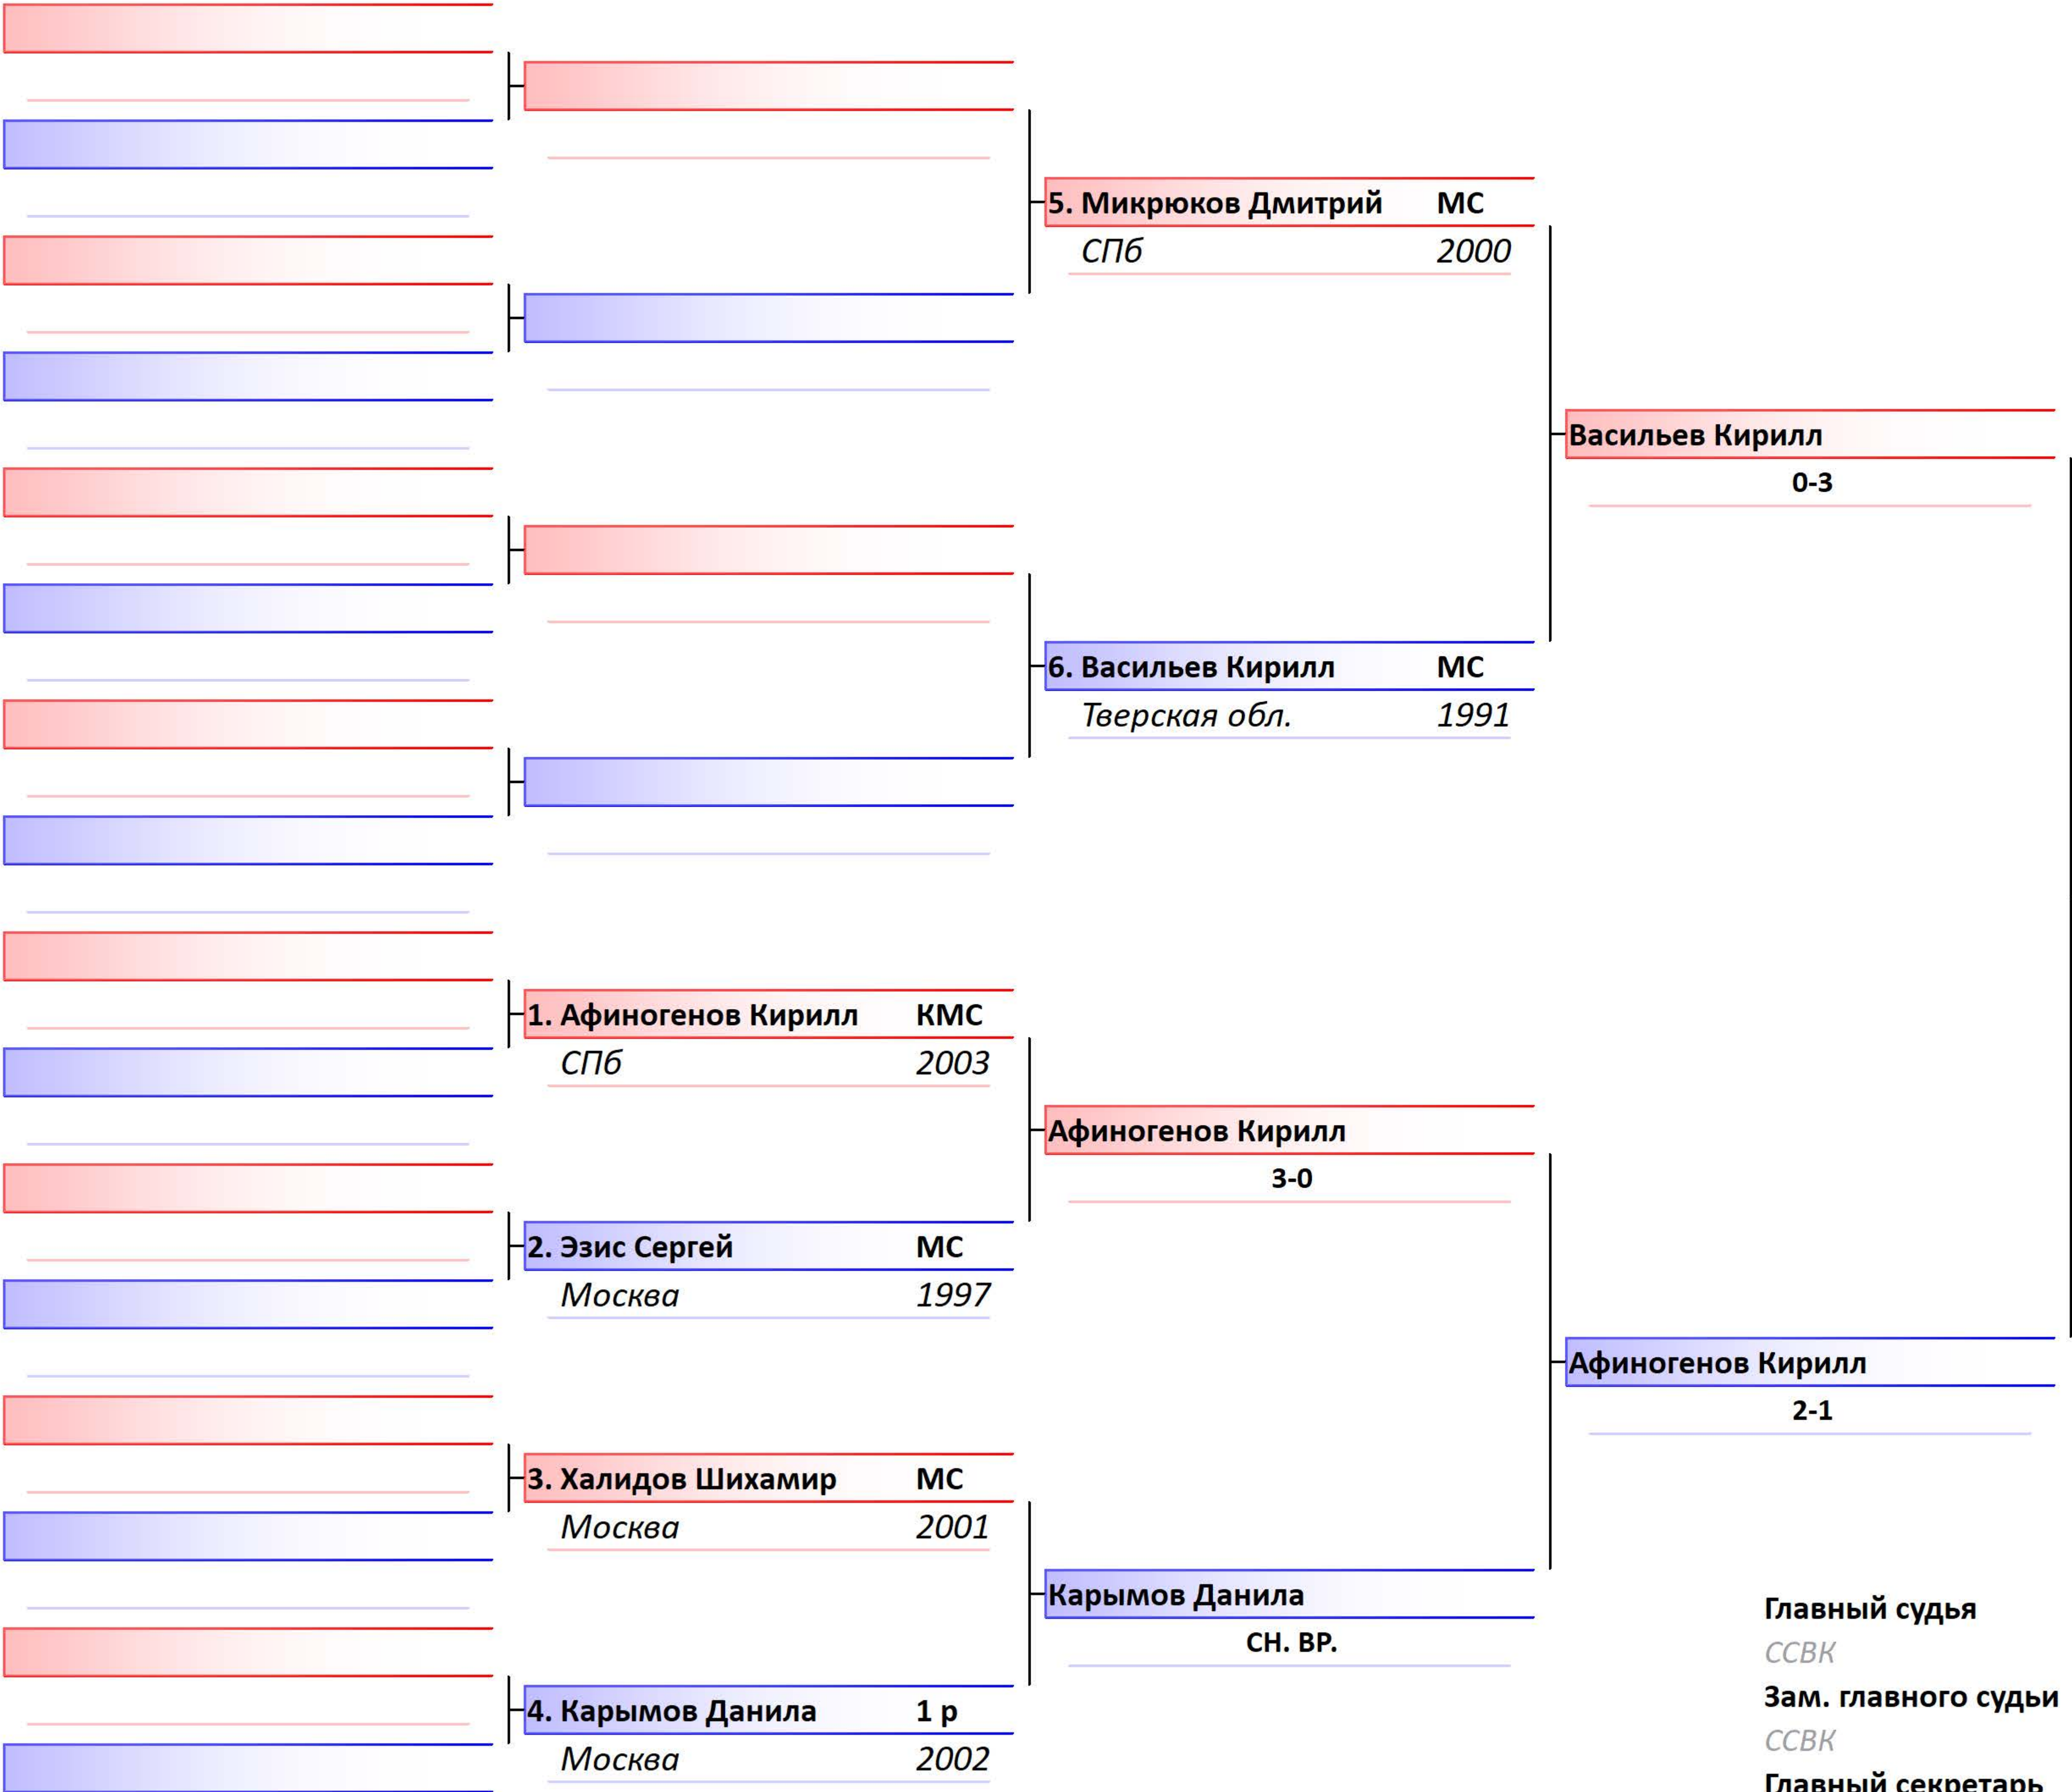 5. Микрюков Дмитрий МС
СПб 2000
Васильев Кирилл
0-3
6. Васильев Кирилл МС
Тверская обл. 1991
1. Афиногенов Кирилл КМС
СПб 2003
Афиногенов Кирилл
3-0
2. Эзис Сергей МС
Москва 1997
Афиногенов Кирилл
2-1
3. Халидов Шихамир МС
Москва 2001
Карымов Данила
СН. ВР.
4. Карымов Данила 1 р
Москва 2002
Главный судья
ССВК
Зам. главного судьи
ССВК
Главный секретарь